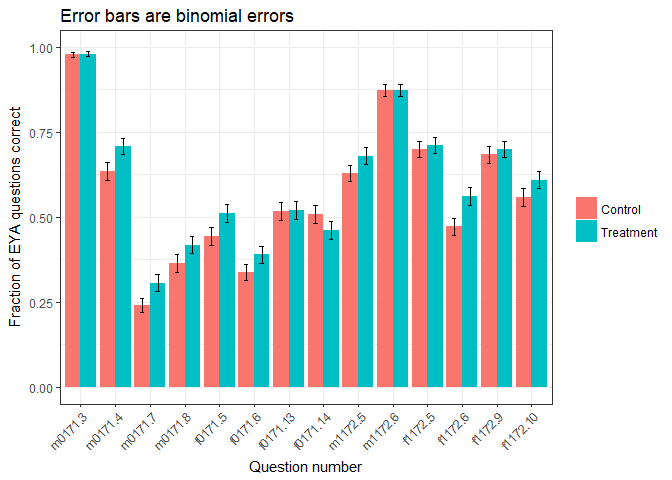 Error bars are binomial errors
Fraction of EYA questions correct
1.00
0.75
0.50
0.25
0.00
m0171.3
m0171.4
m0171.7
m0171.8
f0171.5
f0171.6
f0171.13
f0171.14
m1172.5
m1172.6
f1172.5
f1172.6
f1172.9
f1172.10
Question number
Control
Treatment